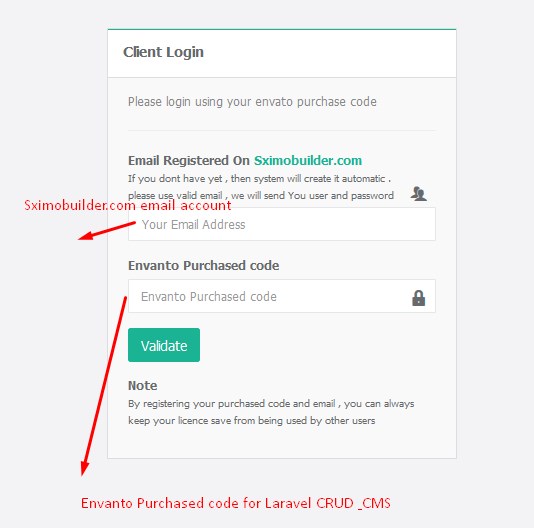 Client Login
Please login using your envato purchase code
Email Registered On Sximobuilder.com
If you dont have yet , then system will create it automatic .
please use valid email , we will send You user and password
Sximobuilder.com email account
Your Email Address
Envanto Purchased code
Envanto Purchased code
Validate
Note
By registering your purchased code and email , you can always
keep your licence save from being used by other users
Envanto Purchased code for Laravel CRUD _CMS